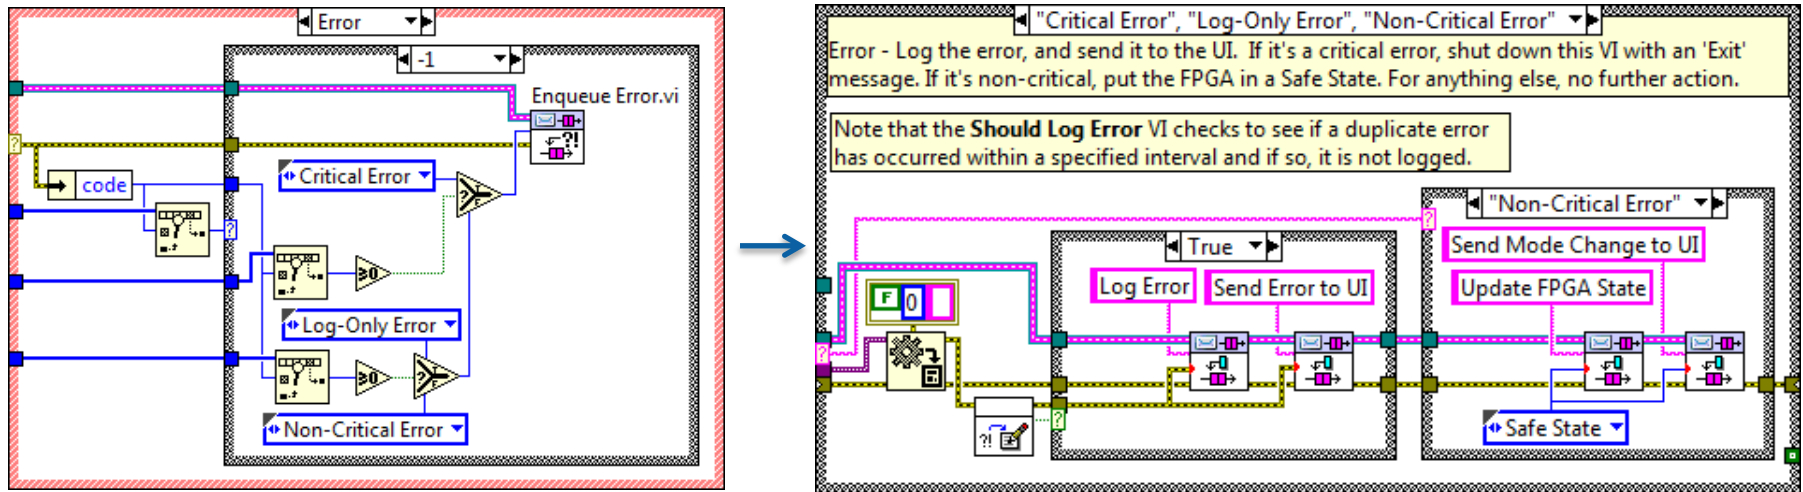 Error
-1
Enqueue Error.vi
?!
?
code
Critical Error
?
T
F
?
≥0
Log-Only Error
≥0
?
F
Non-Critical Error
"Critical Error", "Log-Only Error", "Non-Critical Error"
Error - Log the error, and send it to the UI. If it's a critical error, shut down this VI with an 'Exit'
message. If it's non-critical, put the FPGA in a Safe State. For anything else, no further action.
Note that the Should Log Error VI checks to see if a duplicate error
has occurred within a specified interval and if so, it is not logged.
"Non-Critical Error"
?
True
Send Mode Change to UI
Log Error
Send Error to UI
Update FPGA State
F
0
?
?
?!
Safe State